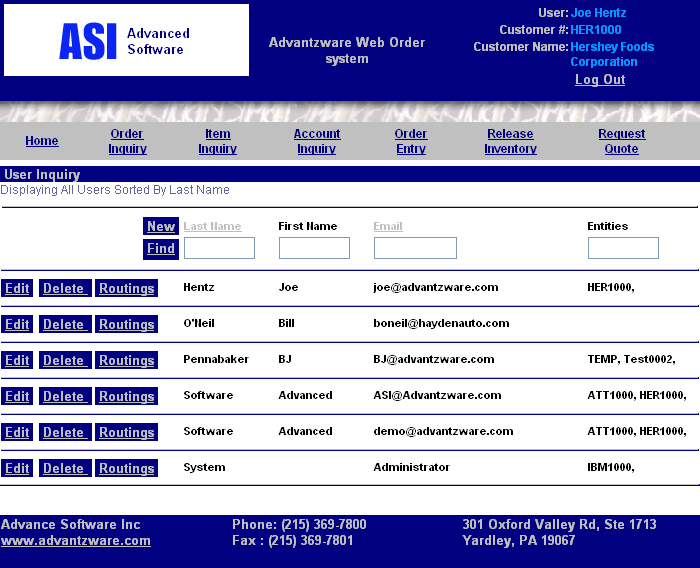 ASI Advanced Software
Advantzware Web Order system
User: Joe Hentz
Customer #: HER1000
Customer Name: Hershey Foods Corporation
Log Out
Home Order Inquiry Item Inquiry Account Inquiry Order Entry Release Inventory Request Quote
User Inquiry
Displaying All Users Sorted By Last Name
New Last Name First Name Email Entities
Find
Edit Delete Routings Hentz Joe joe@advantzware.com HER1000,
Edit Delete Routings O'Neil Bill boneil@haydenauto.com
Edit Delete Routings Pennabaker BJ BJ@advantzware.com TEMP, Test0002,
Edit Delete Routings Software Advanced ASI@Advantzware.com ATT1000, HER1000,
Edit Delete Routings Software Advanced demo@advantzware.com ATT1000, HER1000,
Edit Delete Routings System Administrator IBM1000,
Advance Software Inc Phone: (215) 369-7800 301 Oxford Valley Rd, Ste 1713
www.advantzware.com Fax : (215) 369-7801 Yardley, PA 19067